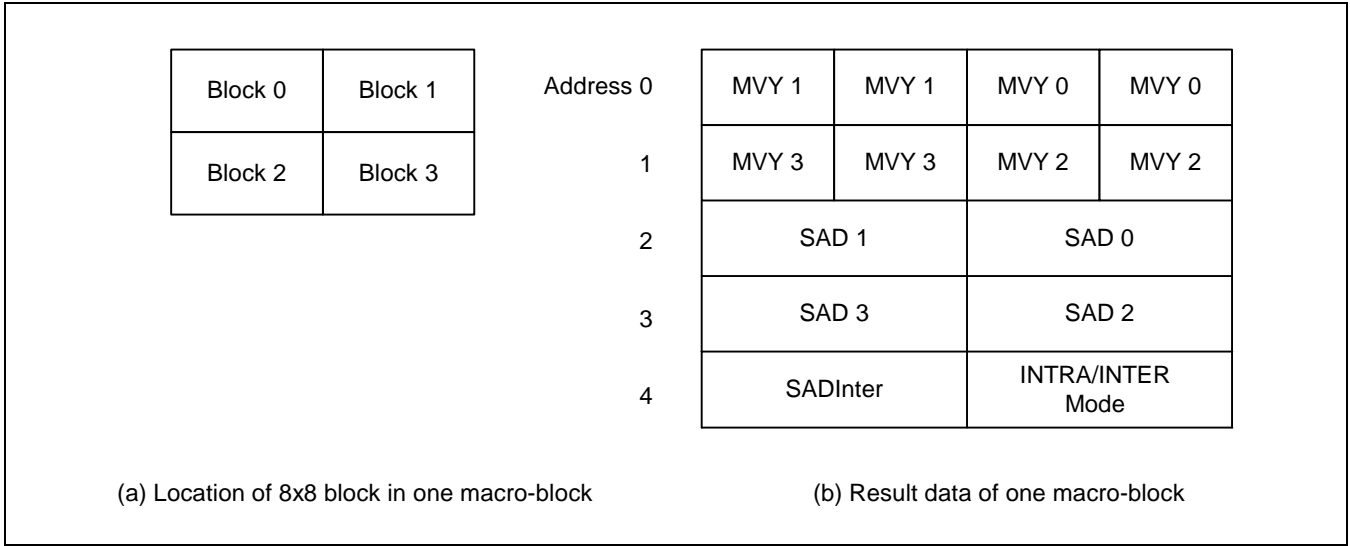 Block 0 Block 1 Address 0 MVY 1 MVY 1 MVY 0 MVY 0
Block 2 Block 3 1 MVY 3 MVY 3 MVY 2 MVY 2
2 SAD 1 SAD 0
3 SAD 3 SAD 2
4 SADInter INTRA/INTER
Mode
(a) Location of 8x8 block in one macro-block (b) Result data of one macro-block